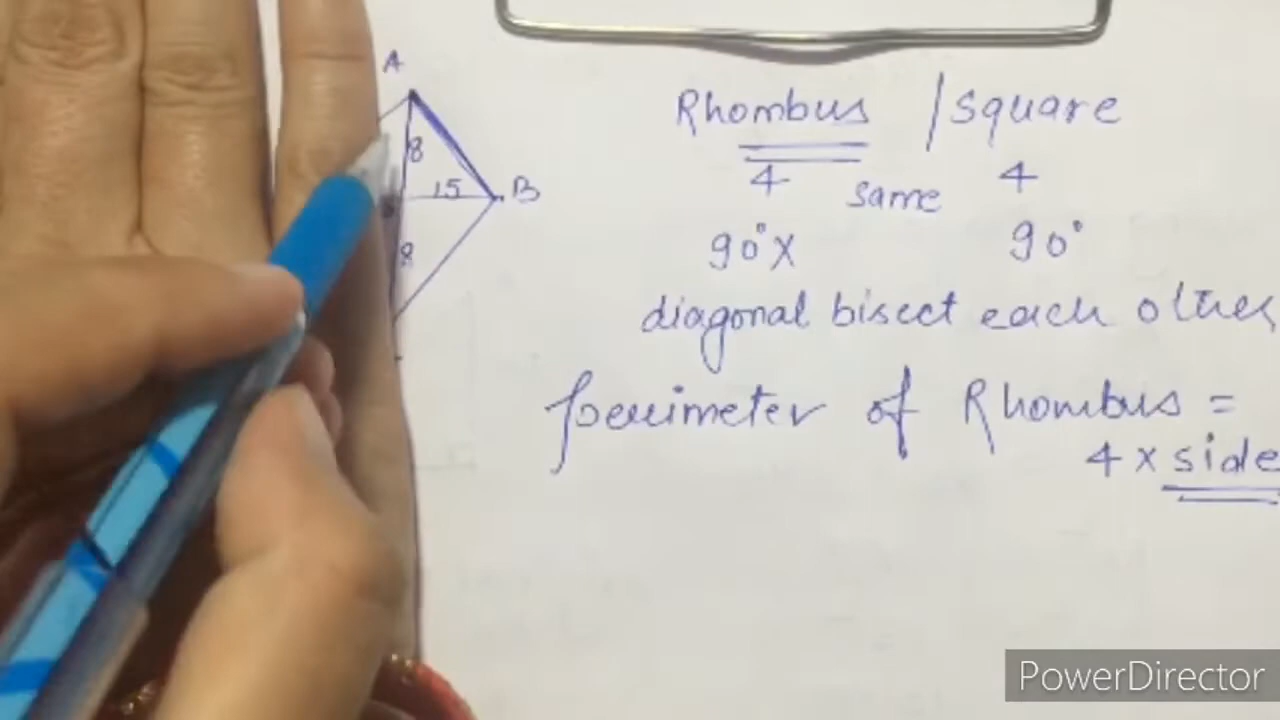 A
8
15 B
8
Rhombus / square
4 same 4
90°X 90°
diagonal bisect each other
perimeter of Rhombus =
4 x side
PowerDirector